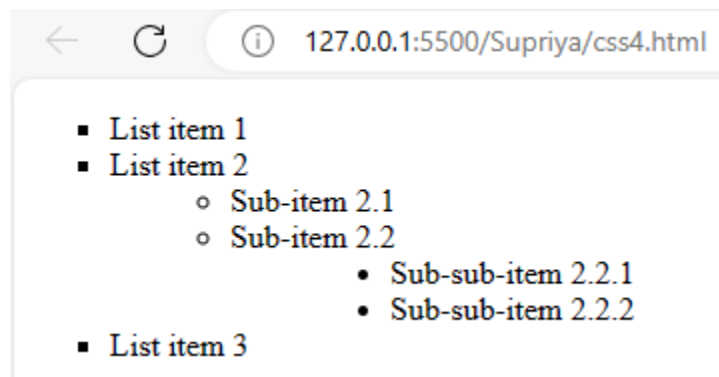 127.0.0.1:5500/Supriya/css4.html
List item 1
List item 2
Sub-item 2.1
Sub-item 2.2
Sub-sub-item 2.2.1
Sub-sub-item 2.2.2
List item 3